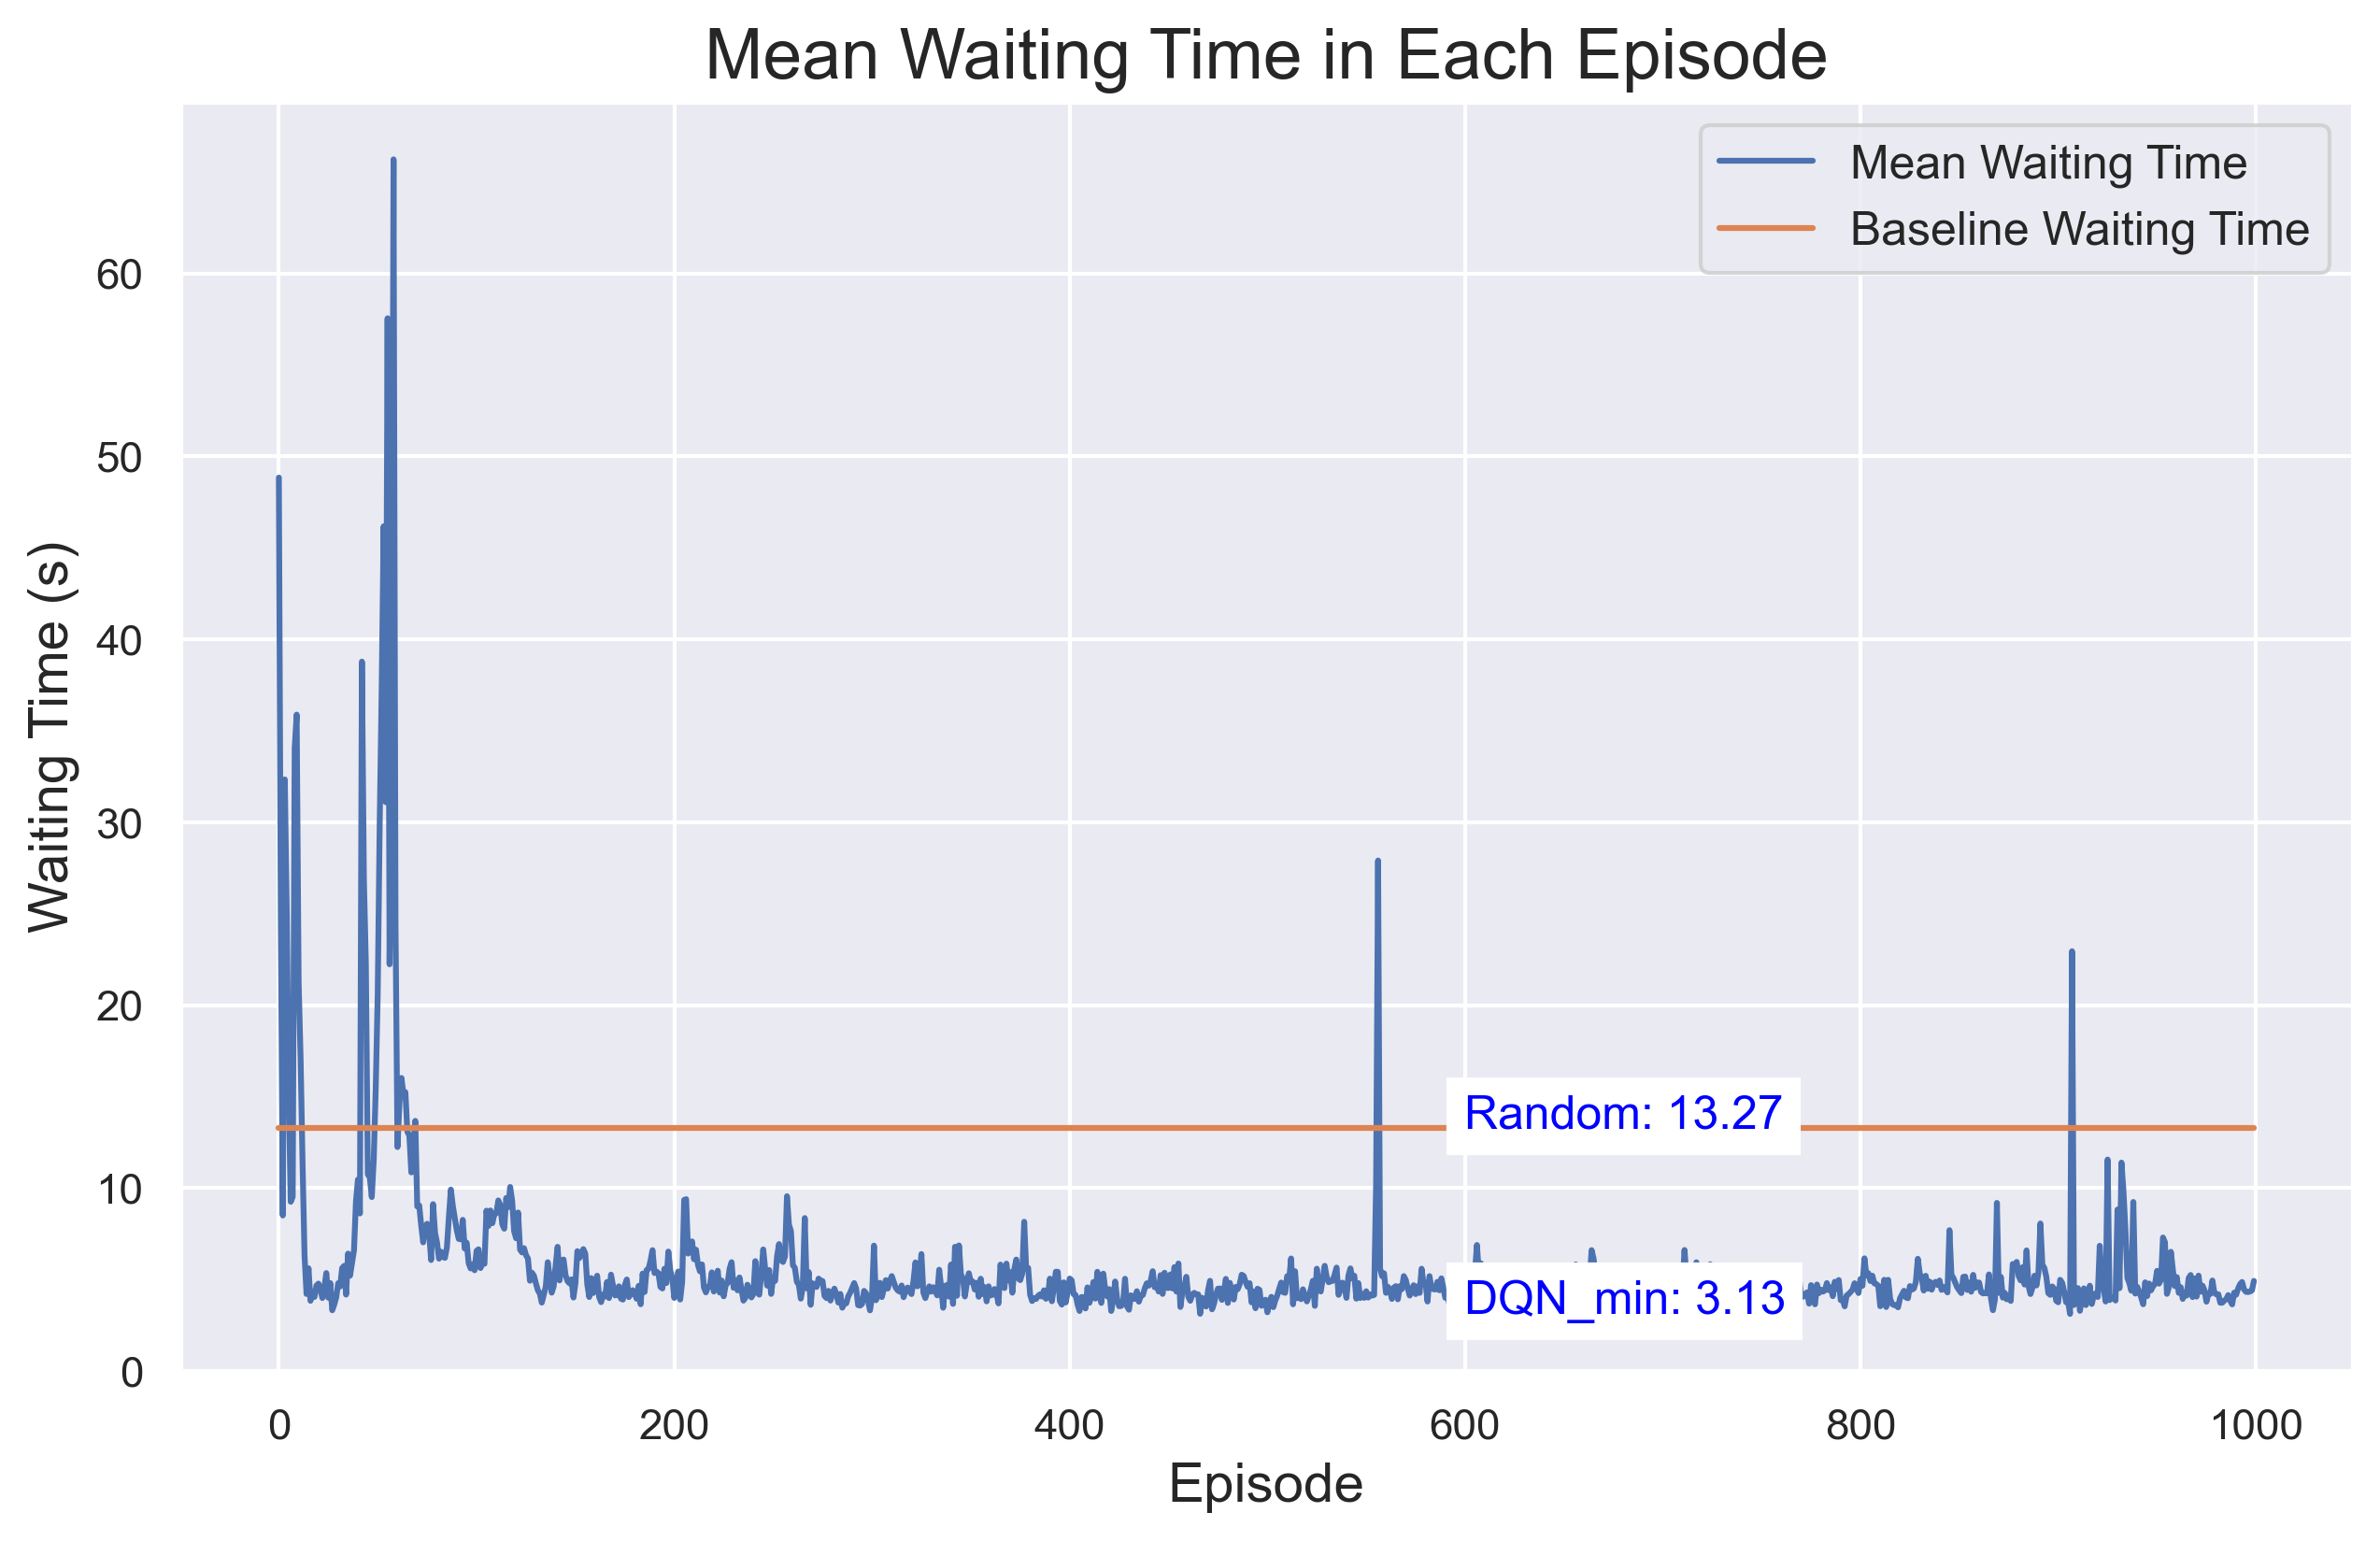 Mean Waiting Time in Each Episode
Mean Waiting Time
Baseline Waiting Time
Waiting Time (s)
60
50
40
30
20
10
0
Random: 13.27
DQN_min: 3.13
0 200 400 600 800 1000
Episode